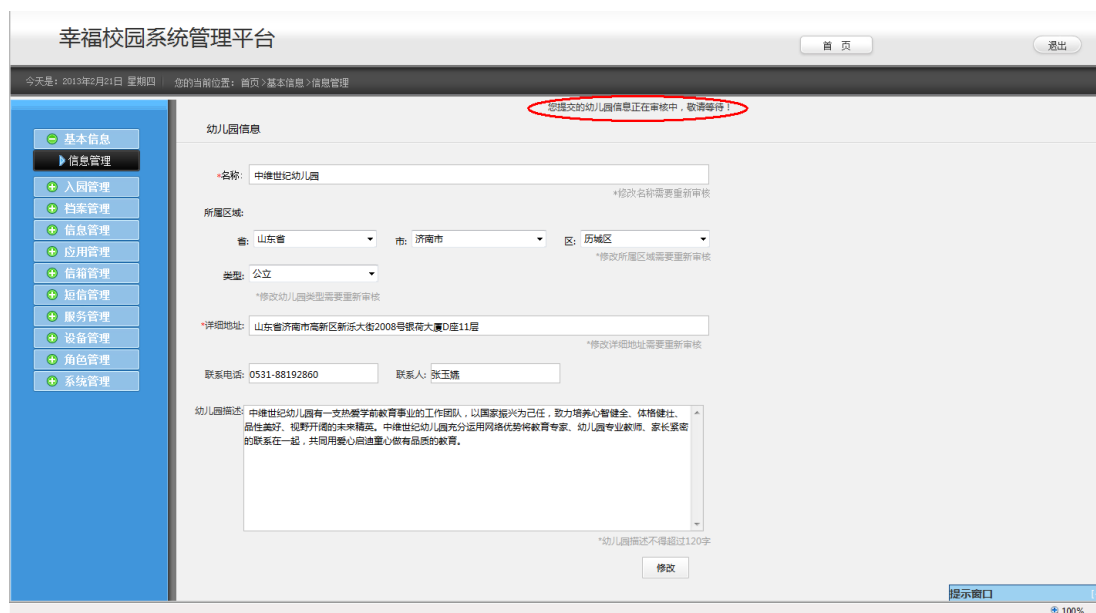 幸福校园系统管理平台
首 页
退出
今天是：2013年2月21日 星期四
您的当前位置：首页>基本信息>信息管理
您提交的幼儿园信息正在审核中，敬请等待！
基本信息
信息管理
入园管理
档案管理
信息管理
应用管理
信箱管理
短信管理
服务管理
设备管理
角色管理
系统管理
幼儿园信息
*名称: 中维世纪幼儿园
*修改名称需要重新审核
所属区域:
省: 山东省 市: 济南市 区: 历城区
*修改所属区域需要重新审核
类型: 公立
*修改幼儿园类型需要重新审核
*详细地址: 山东省济南市高新区新泺大街2008号银荷大厦D座11层
*修改详细地址需要重新审核
联系电话: 0531-88192860 联系人: 张玉嬿
幼儿园描述: 中维世纪幼儿园有一支热爱学前教育事业的工作团队，以国家振兴为己任，致力培养心智健全、体格健壮、
品性美好、视野开阔的未来精英。中维世纪幼儿园充分运用网络优势将教育专家、幼儿园专业教师、家长紧密
的联系在一起，共同用爱心启迪童心做有品质的教育。
*幼儿园描述不得超过120字
修改
提示窗口
100%